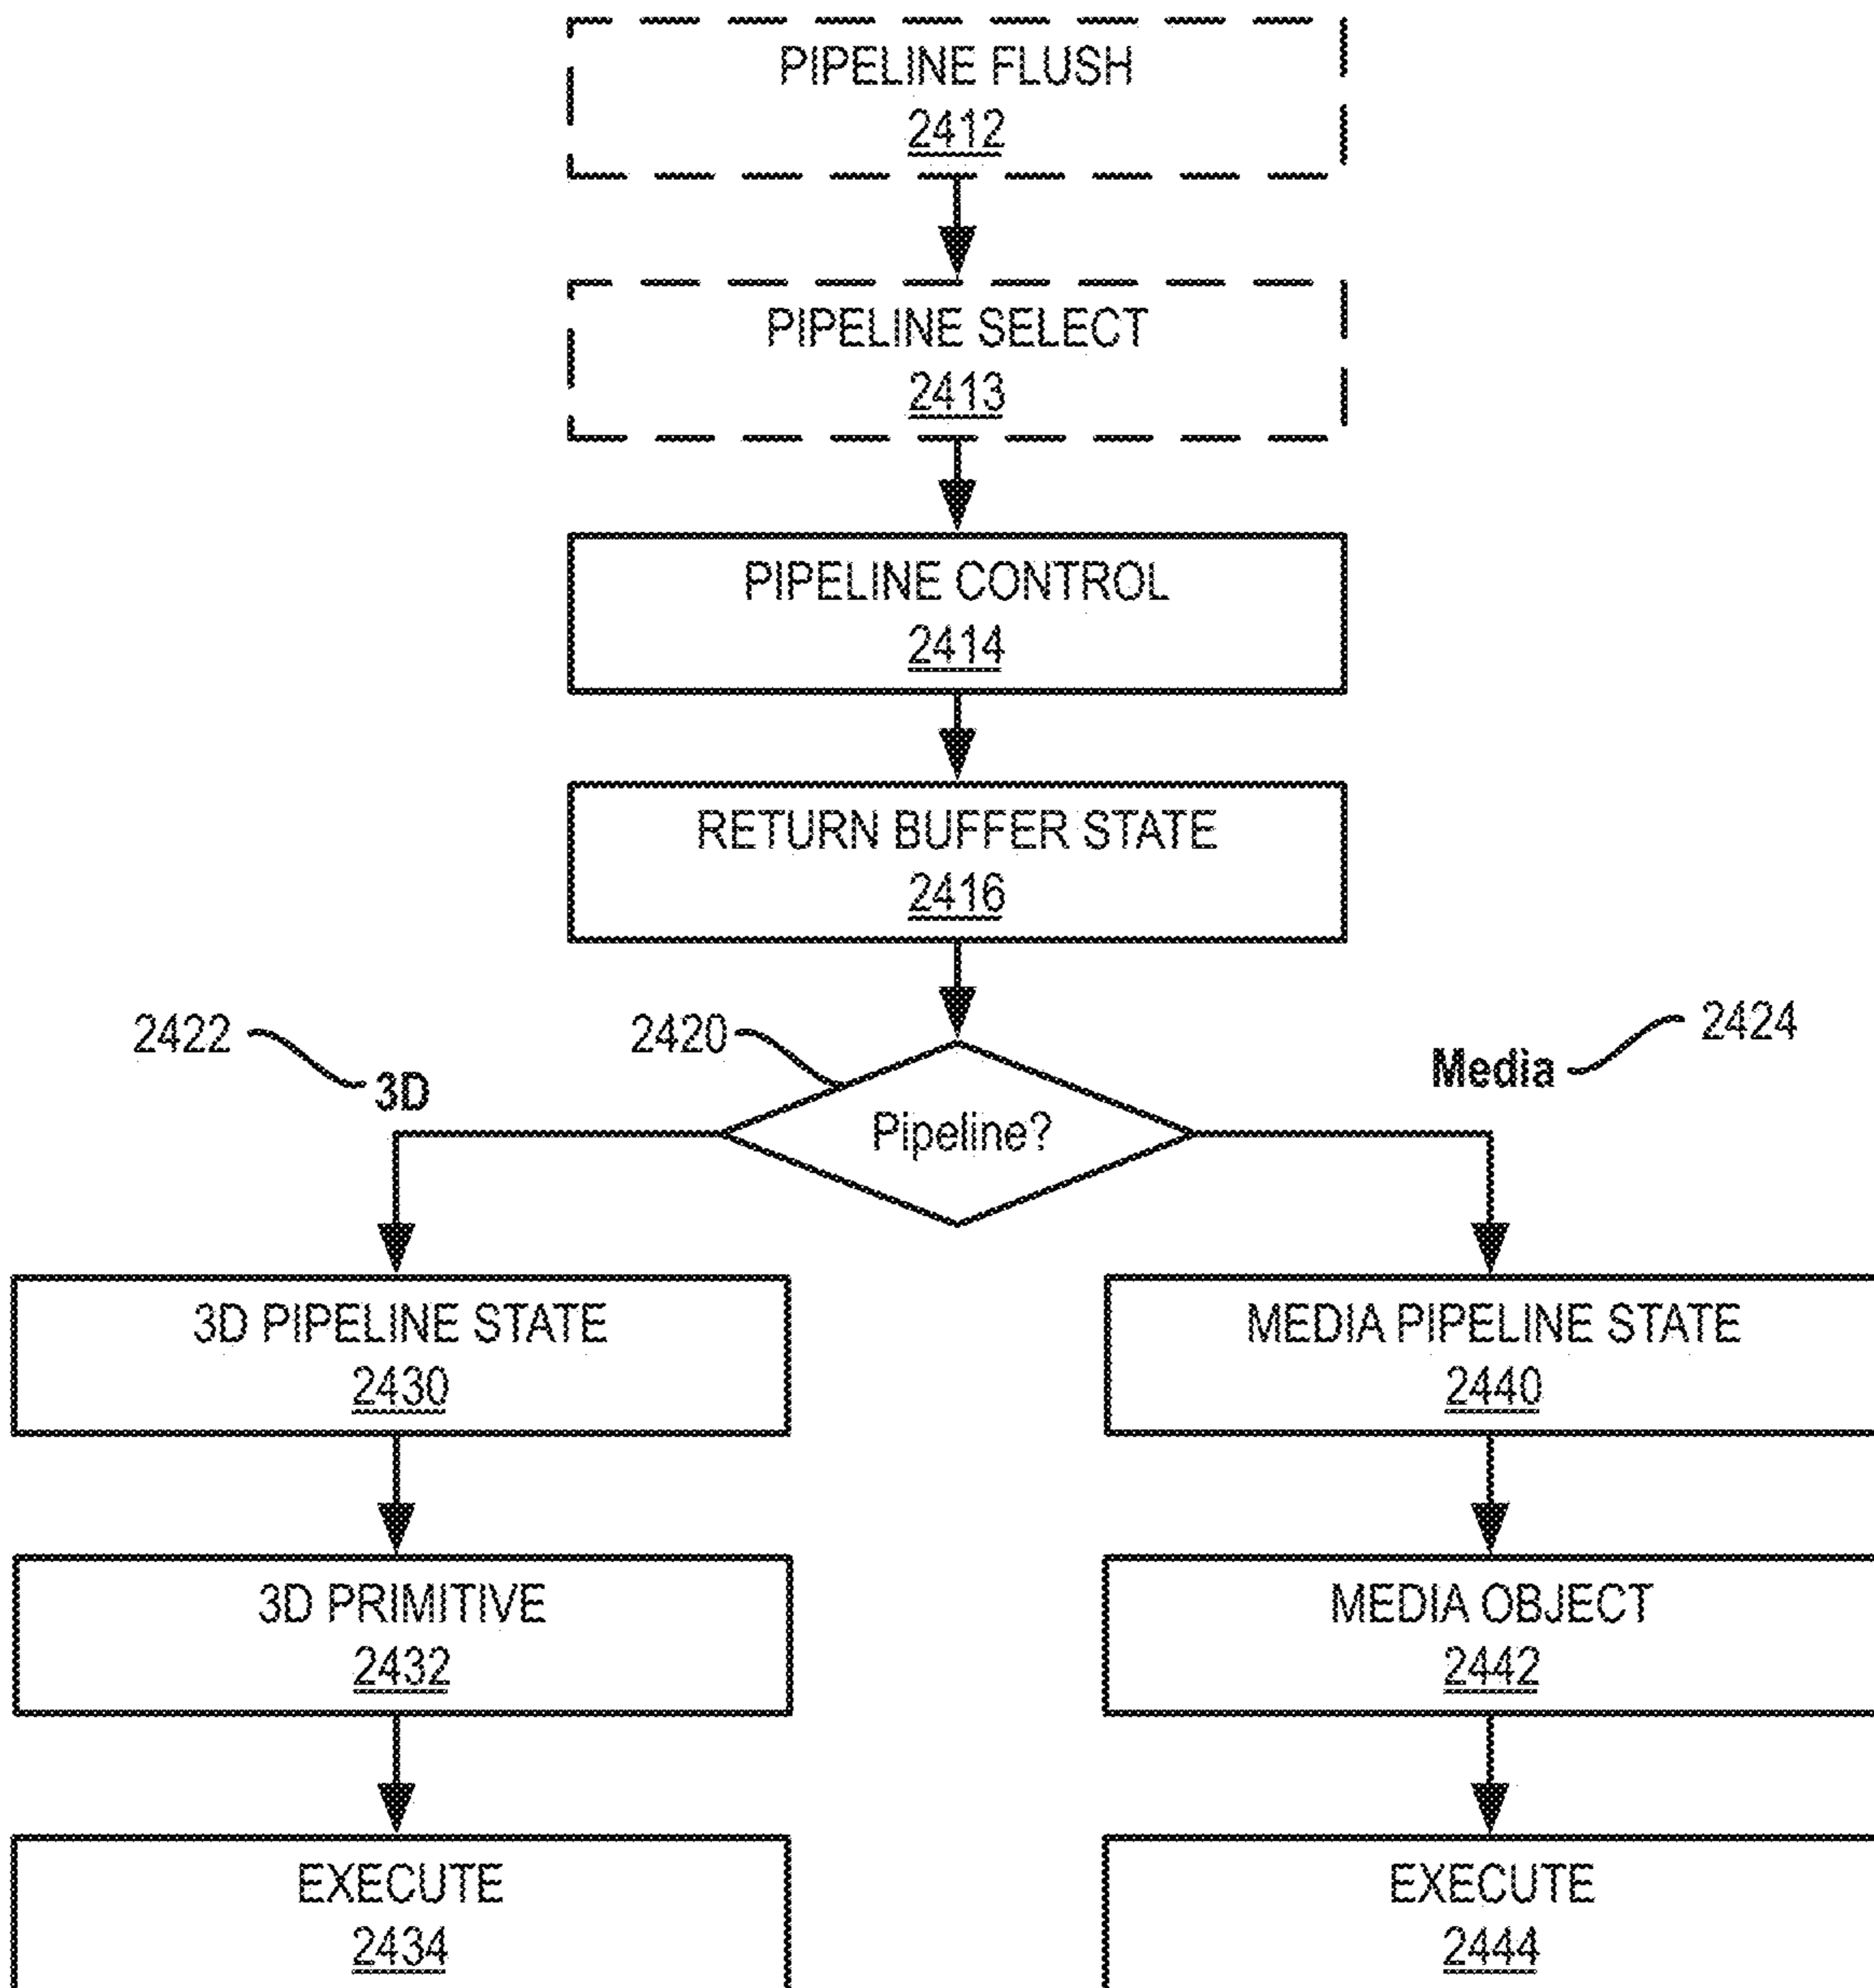 PIPELINE FLUSH
2412
PIPELINE SELECT
2413
PIPELINE CONTROL
2414
RETURN BUFFER STATE
2416
2422
2420
2424
3D
Media
Pipeline?
3D PIPELINE STATE
2430
MEDIA PIPELINE STATE
2440
3D PRIMITIVE
2432
MEDIA OBJECT
2442
EXECUTE
2434
EXECUTE
2444